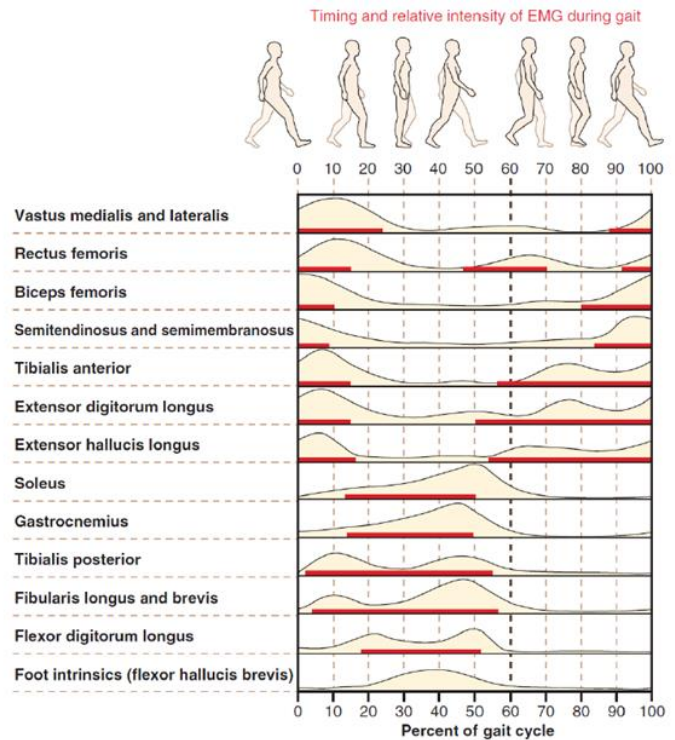 Timing and relative intensity of EMG during gait
0 10 20 30 40 50 60 70 80 90 100
Vastus medialis and lateralis
Rectus femoris
Biceps femoris
Semitendinosus and semimembranosus
Tibialis anterior
Extensor digitorum longus
Extensor hallucis longus
Soleus
Gastrocnemius
Tibialis posterior
Fibularis longus and brevis
Flexor digitorum longus
Foot intrinsics (flexor hallucis brevis)
0 10 20 30 40 50 60 70 80 90 100
Percent of gait cycle